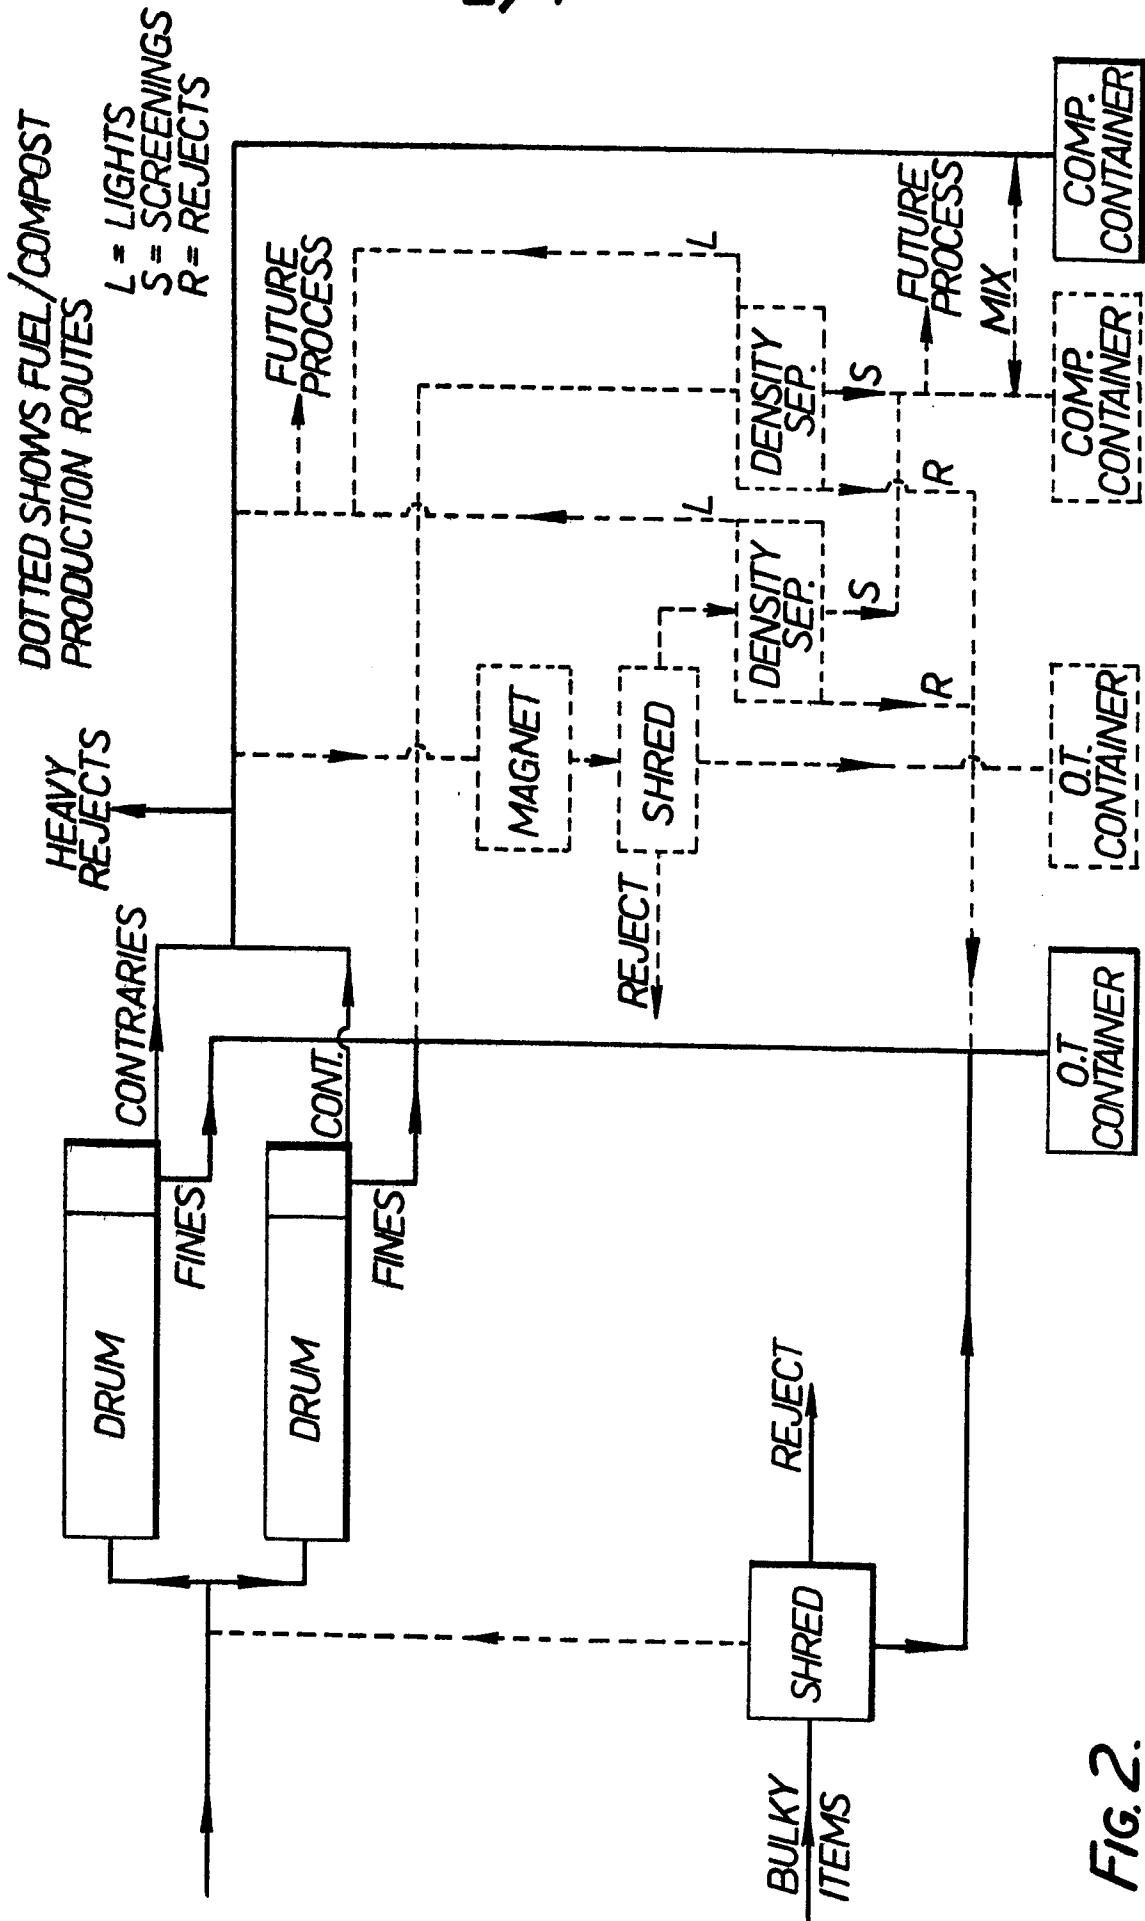 DOTTED SHOWS FUEL/COMPOST
PRODUCTION ROUTES
L = LIGHTS
S = SCREENINGS
R = REJECTS
HEAVY
REJECTS
CONTRARIES
CONT.
DRUM
DRUM
FINES
FINES
FUTURE
PROCESS
MAGNET
SHRED
REJECT
DENSITY
SEP.
DENSITY
SEP.
L
L
S
S
R
R
FUTURE
PROCESS
MIX
BULKY
ITEMS
SHRED
REJECT
O.T
CONTAINER
O.T.
CONTAINER
COMP.
CONTAINER
COMP.
CONTAINER
FIG. 2.